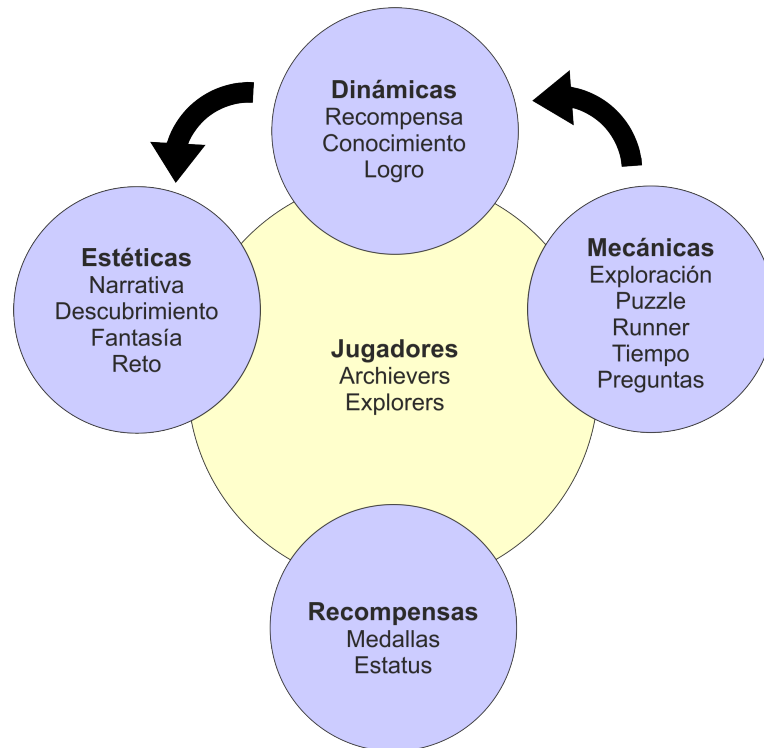 Dinámicas
Recompensa
Conocimiento
Logro
Estéticas
Narrativa
Descubrimiento
Fantasía
Reto
Mecánicas
Exploración
Puzzle
Runner
Tiempo
Preguntas
Jugadores
Archievers
Explorers
Recompensas
Medallas
Estatus